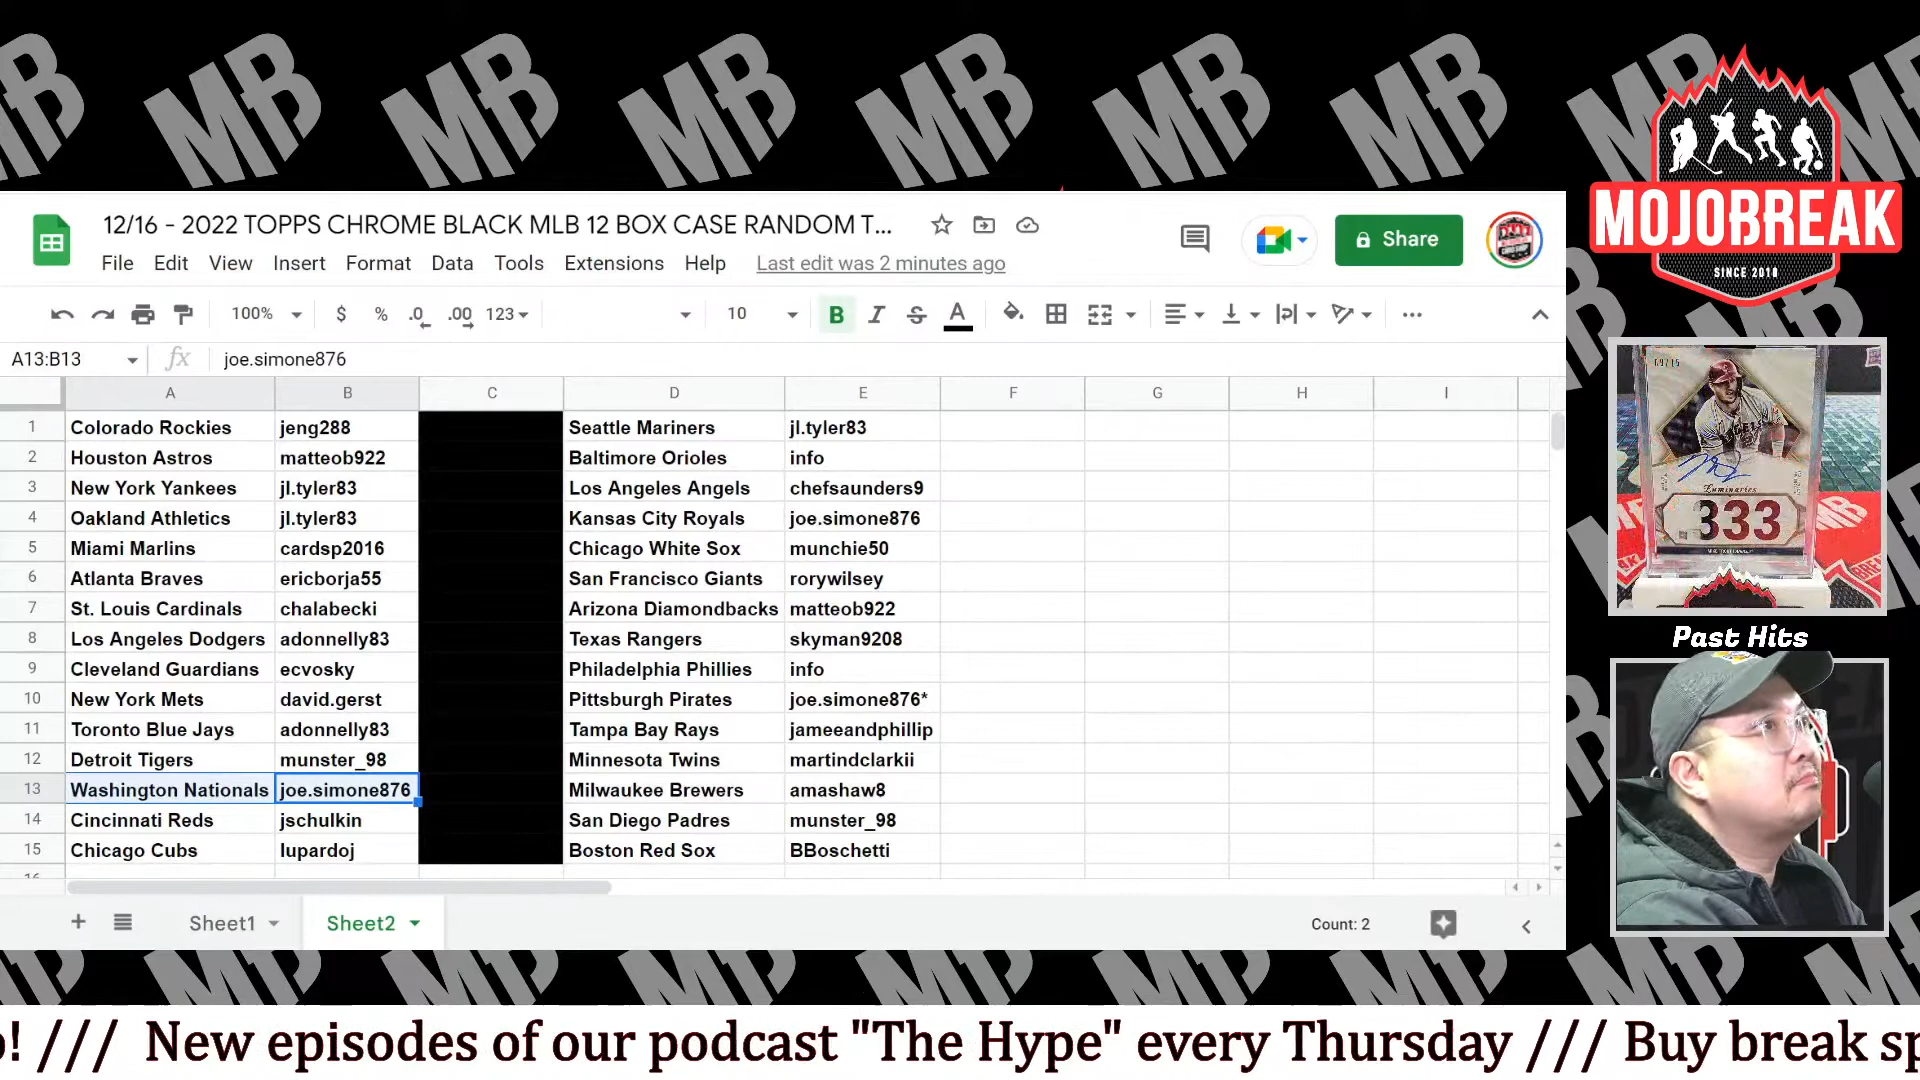 12/16 - 2022 TOPPS CHROME BLACK MLB 12 BOX CASE RANDOM T...
File Edit View Insert Format Data Tools Extensions Help Last edit was 2 minutes ago
Share
100% $ % .0 .00 123 10 B I S A
A13:B13 fx joe.simone876
A B C D E F G H I
1 Colorado Rockies jeng288 Seattle Mariners jl.tyler83
2 Houston Astros matteob922 Baltimore Orioles info
3 New York Yankees jl.tyler83 Los Angeles Angels chefsaunders9
4 Oakland Athletics jl.tyler83 Kansas City Royals joe.simone876
5 Miami Marlins cardsp2016 Chicago White Sox munchie50
6 Atlanta Braves ericborja55 San Francisco Giants rorywilsey
7 St. Louis Cardinals chalabecki Arizona Diamondbacks matteob922
8 Los Angeles Dodgers adonnelly83 Texas Rangers skyman9208
9 Cleveland Guardians ecvosky Philadelphia Phillies info
10 New York Mets david.gerst Pittsburgh Pirates joe.simone876*
11 Toronto Blue Jays adonnelly83 Tampa Bay Rays jameeandphillip
12 Detroit Tigers munster_98 Minnesota Twins martindclarkii
13 Washington Nationals joe.simone876 Milwaukee Brewers amashaw8
14 Cincinnati Reds jschulkin San Diego Padres munster_98
15 Chicago Cubs lupardoj Boston Red Sox BBoschetti
Sheet1 Sheet2 Count: 2
MOJOBREAK
SINCE 2010
Luminaries
333
Past Hits
o! /// New episodes of our podcast "The Hype" every Thursday /// Buy break sp